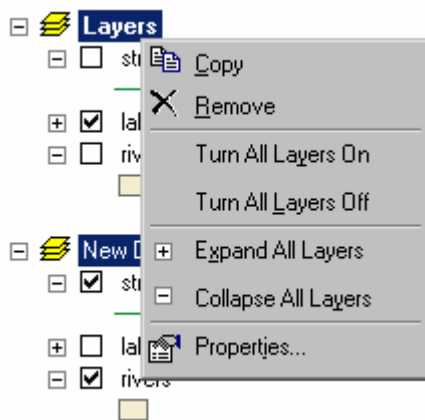 Layers
Copy
Remove
Turn All Layers On
Turn All Layers Off
Expand All Layers
Collapse All Layers
New
Properties...
rivers